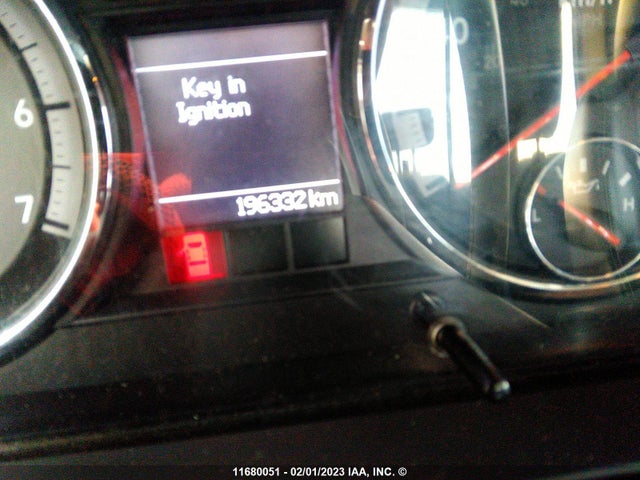 6
7
Key in
Ignition
196332 km
L
H
11680051 - 02/01/2023 IAA, INC. ©